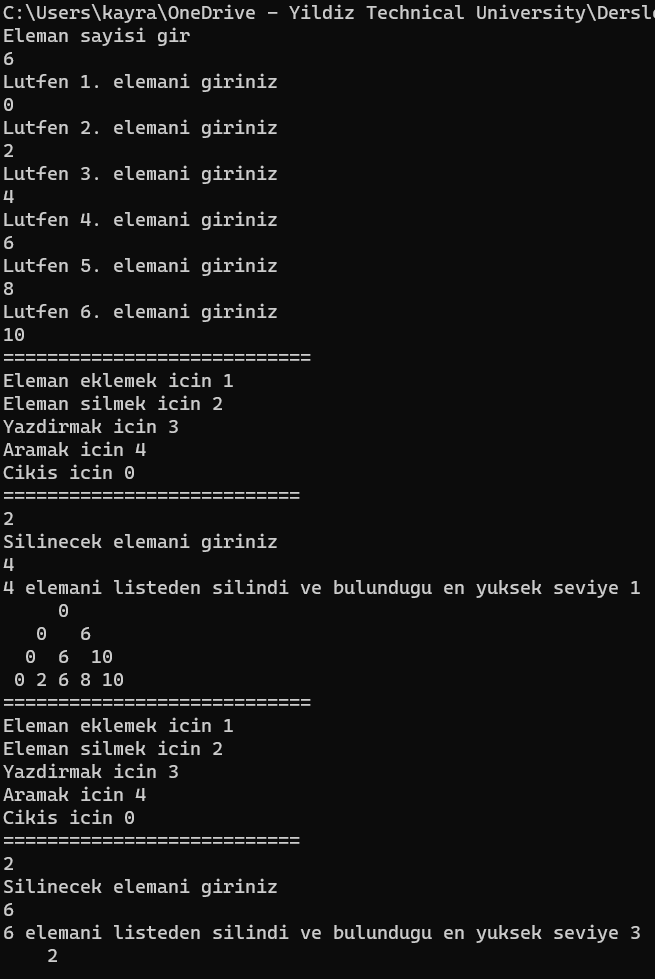 C:\Users\kayra\OneDrive - Yildiz Technical University\Dersl
Eleman sayisi gir
6
Lutfen 1. elemani giriniz
0
Lutfen 2. elemani giriniz
2
Lutfen 3. elemani giriniz
4
Lutfen 4. elemani giriniz
6
Lutfen 5. elemani giriniz
8
Lutfen 6. elemani giriniz
10
============================
Eleman eklemek icin 1
Eleman silmek icin 2
Yazdirmak icin 3
Aramak icin 4
Cikis icin 0
===========================
2
Silinecek elemani giriniz
4
4 elemani listeden silindi ve bulundugu en yuksek seviye 1
0
0 6
0 6 10
0 2 6 8 10
============================
Eleman eklemek icin 1
Eleman silmek icin 2
Yazdirmak icin 3
Aramak icin 4
Cikis icin 0
===========================
2
Silinecek elemani giriniz
6
6 elemani listeden silindi ve bulundugu en yuksek seviye 3
2